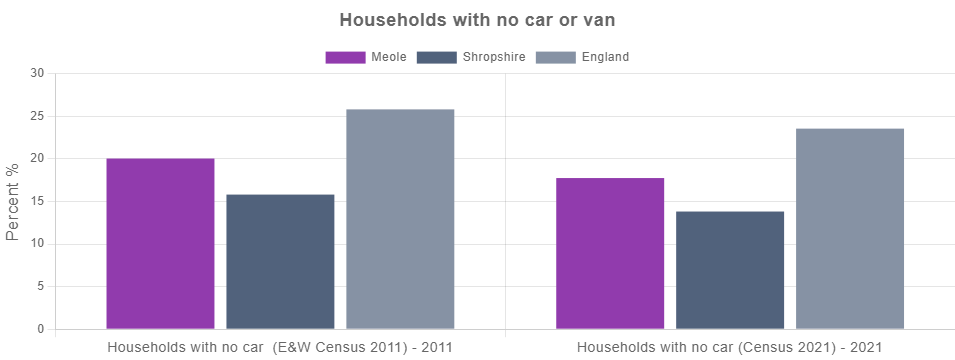 Households with no car or van
Meole Shropshire England
30
25
20
15
10
5
0
Percent %
Households with no car  (E&W Census 2011) - 2011
Households with no car (Census 2021) - 2021